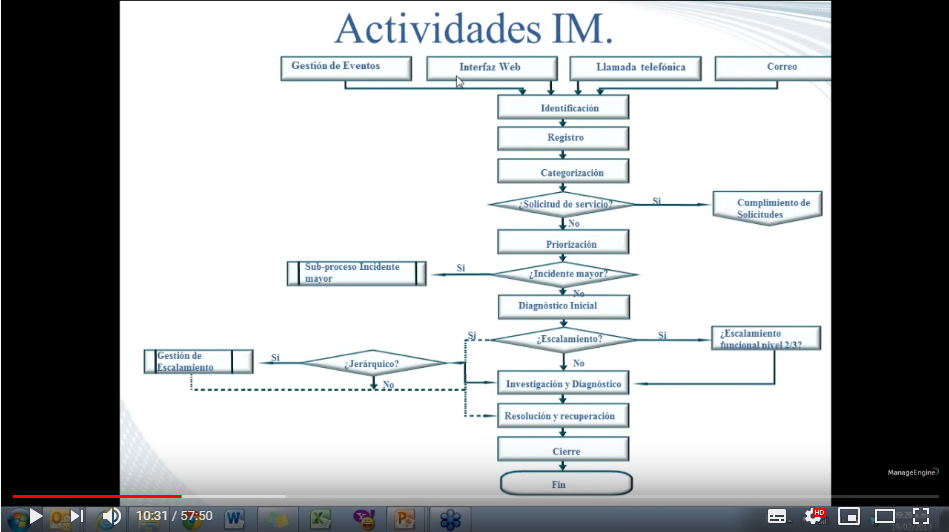 Actividades IM.
Gestión de Eventos
Interfaz Web
Llamada telefónica
Correo
Identificación
Registro
Categorización
¿Solicitud de servicio?
Si
Cumplimiento de
Solicitudes
No
Priorización
Sub-proceso Incidente
mayor
Si
¿Incidente mayor?
No
Diagnóstico Inicial
Si
¿Escalamiento?
Si
¿Escalamiento
funcional nivel 2/3?
Gestión de
Escalamiento
Si
¿Jerárquico?
No
No
Investigación y Diagnóstico
Resolución y recuperación
Cierre
Fin
ManageEngine
10:31 / 57:50
HD